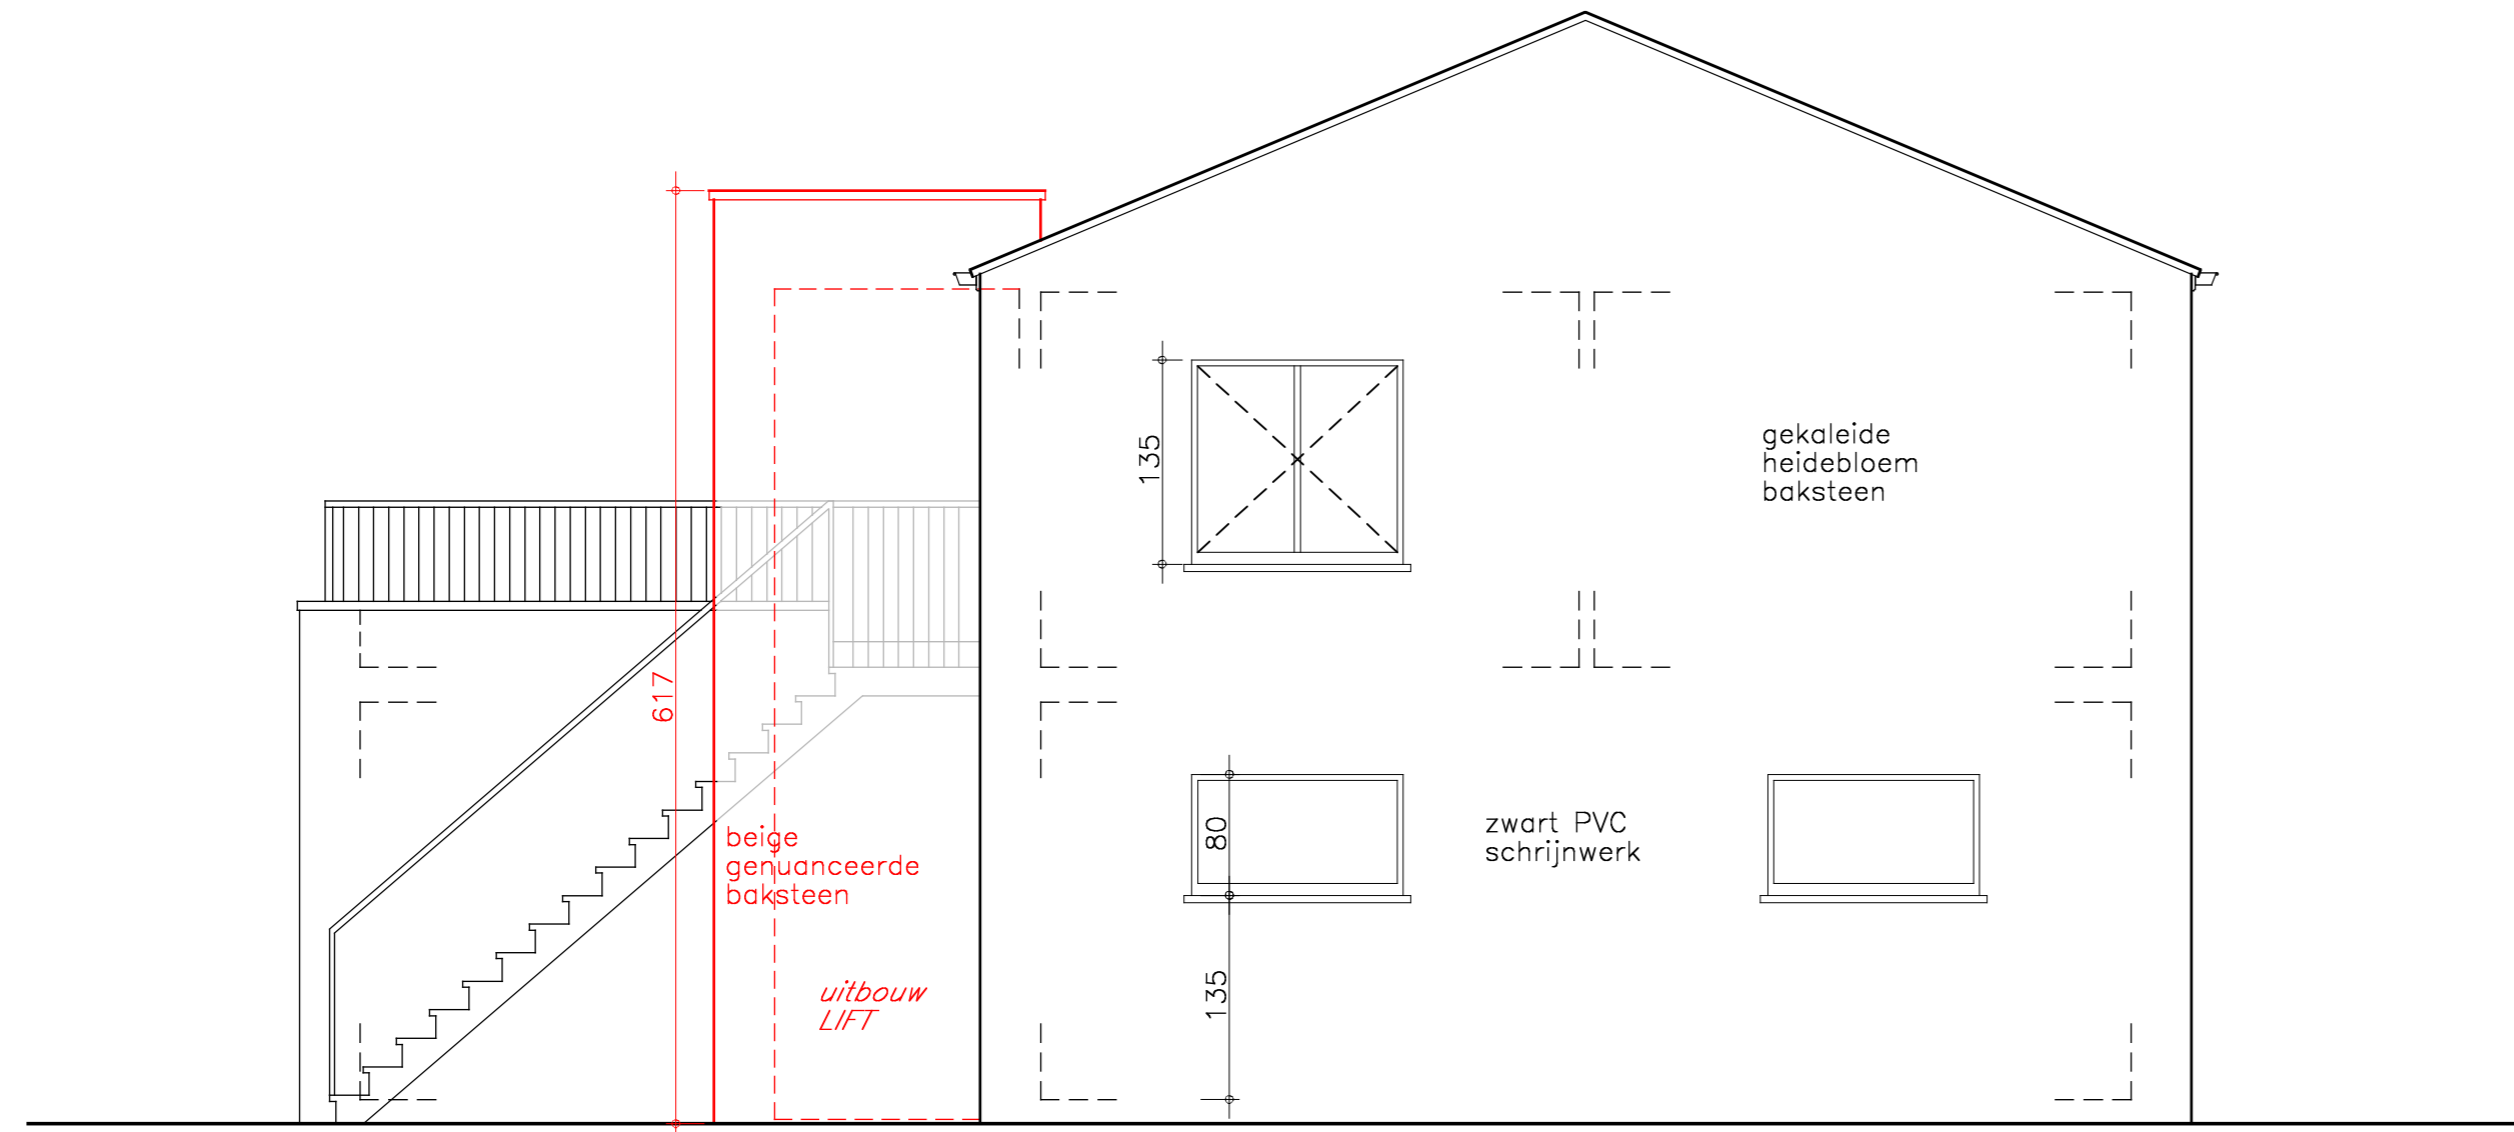 135
gekaleide
heidebloem
baksteen
617
80
zwart PVC
schrijnwerk
beige
genuanceerde
baksteen
135
uitbouw
LIFT